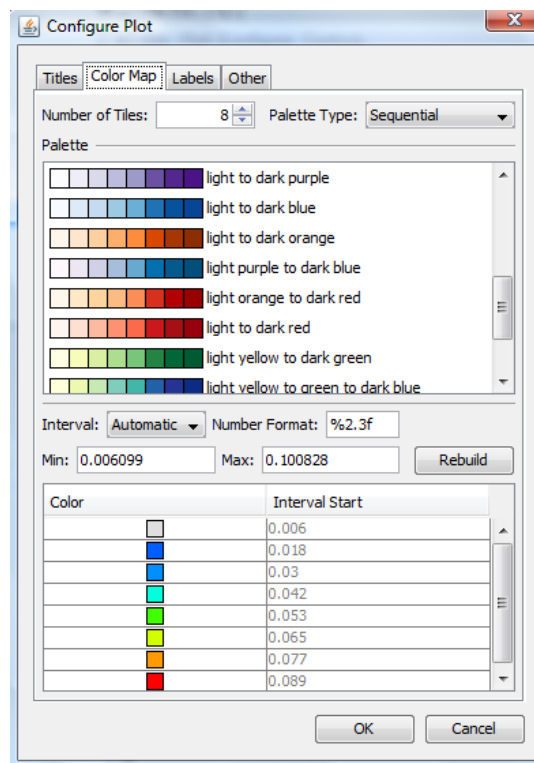 Configure Plot
Titles Color Map Labels Other
Number of Tiles: 8 Palette Type: Sequential
Palette
light to dark purple
light to dark blue
light to dark orange
light purple to dark blue
light orange to dark red
light to dark red
light yellow to dark green
light yellow to green to dark blue
Interval: Automatic Number Format: %2.3f
Min: 0.006099 Max: 0.100828 Rebuild
Color Interval Start
0.006
0.018
0.03
0.042
0.053
0.065
0.077
0.089
OK Cancel